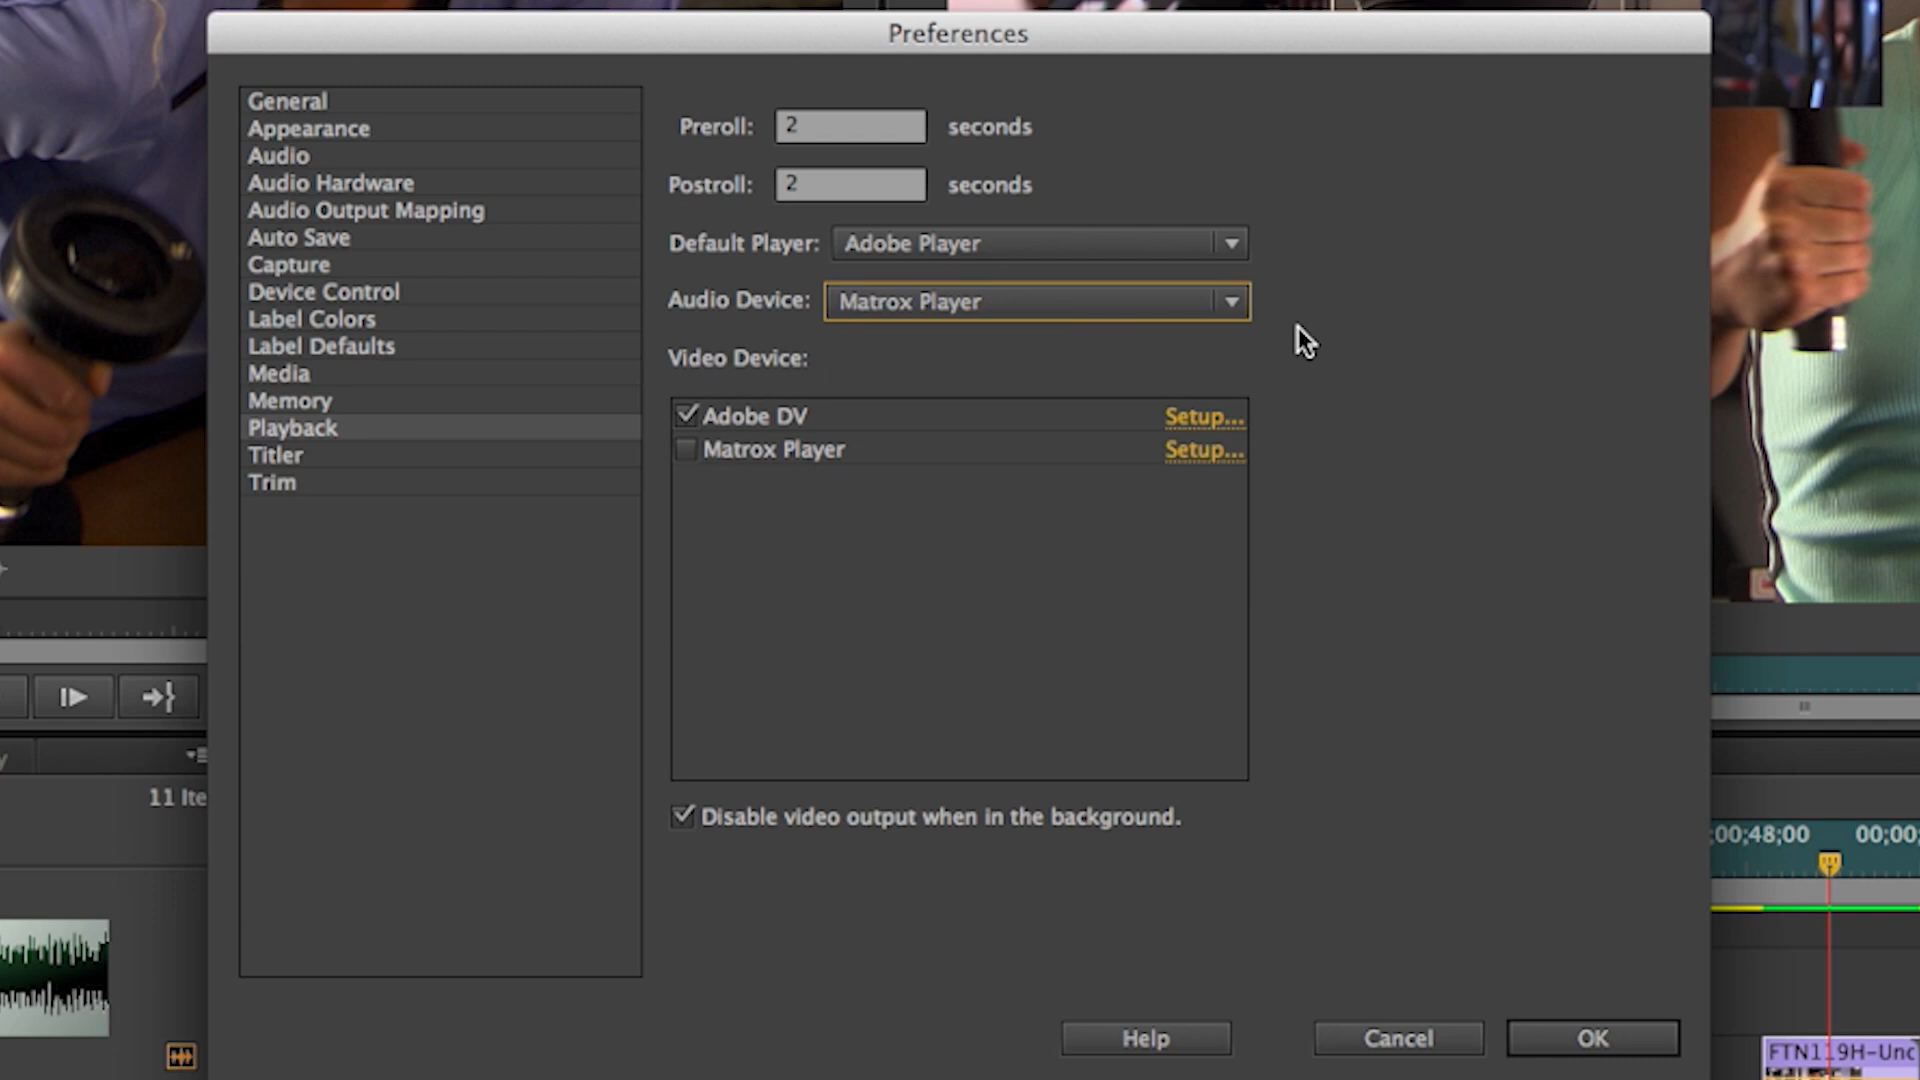 Preferences
General
Appearance
Audio
Audio Hardware
Audio Output Mapping
Auto Save
Capture
Device Control
Label Colors
Label Defaults
Media
Memory
Playback
Titler
Trim
Preroll: 2 seconds
Postroll: 2 seconds
Default Player: Adobe Player
Audio Device: Matrox Player
Video Device:
Adobe DV Setup...
Matrox Player Setup...
Disable video output when in the background.
Help Cancel OK
11 Ite
:00;48;00 00;00;
FTN119H-Unc